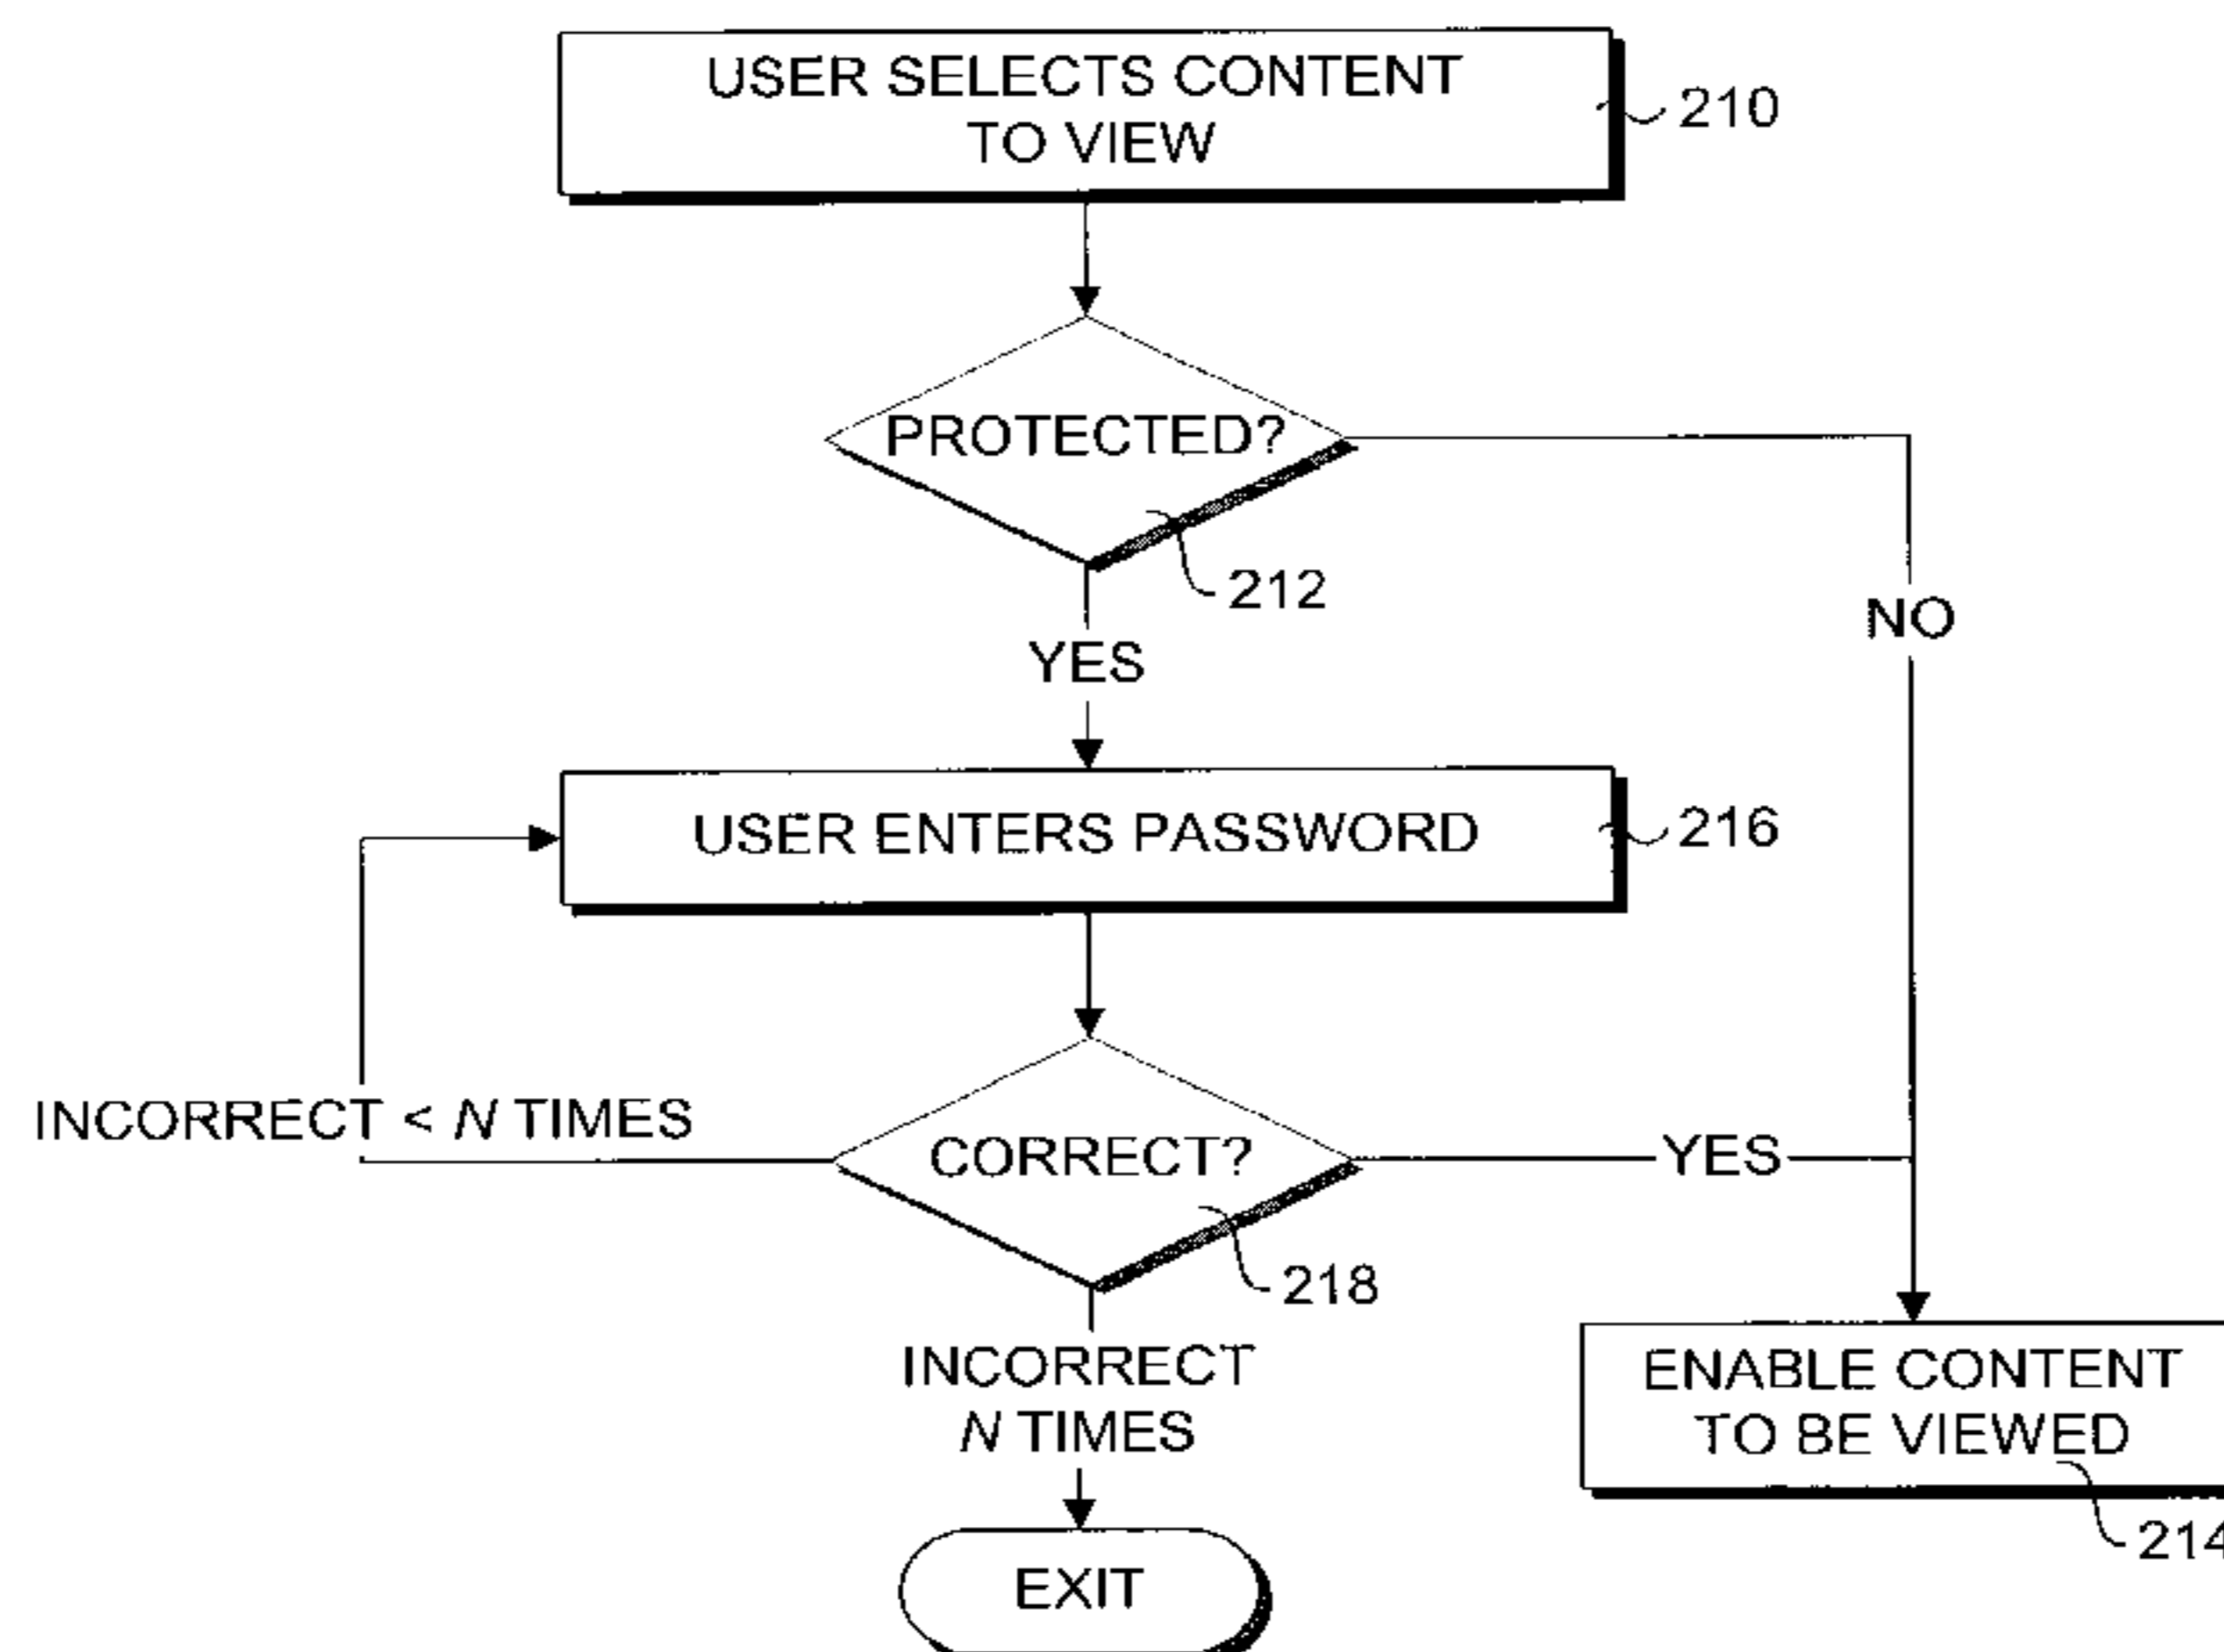 USER SELECTS CONTENT
TO VIEW
210
PROTECTED?
212
NO
YES
USER ENTERS PASSWORD
216
INCORRECT < N TIMES
CORRECT?
YES
218
INCORRECT
N TIMES
ENABLE CONTENT
TO BE VIEWED
214
EXIT